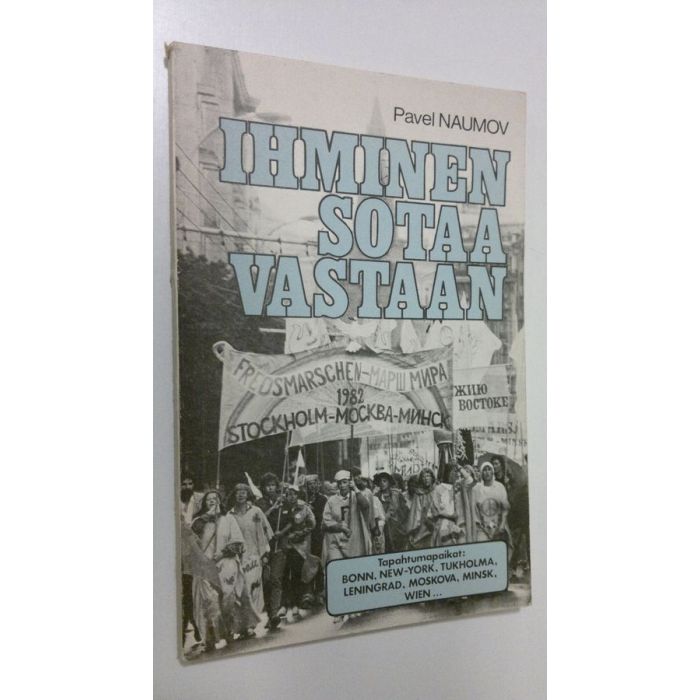 Pavel NAUMOV
IHMINEN
SOTAA
VASTAAN
FREDSMARSCHEN–МАРШ МИРА
1982
STOCKHOLM–МОСКВА–МИНСК
ЖИЮ
ВОСТОКЕ
Tapahtumapaikat:
BONN, NEW-YORK, TUKHOLMA,
LENINGRAD, MOSKOVA, MINSK,
WIEN ...